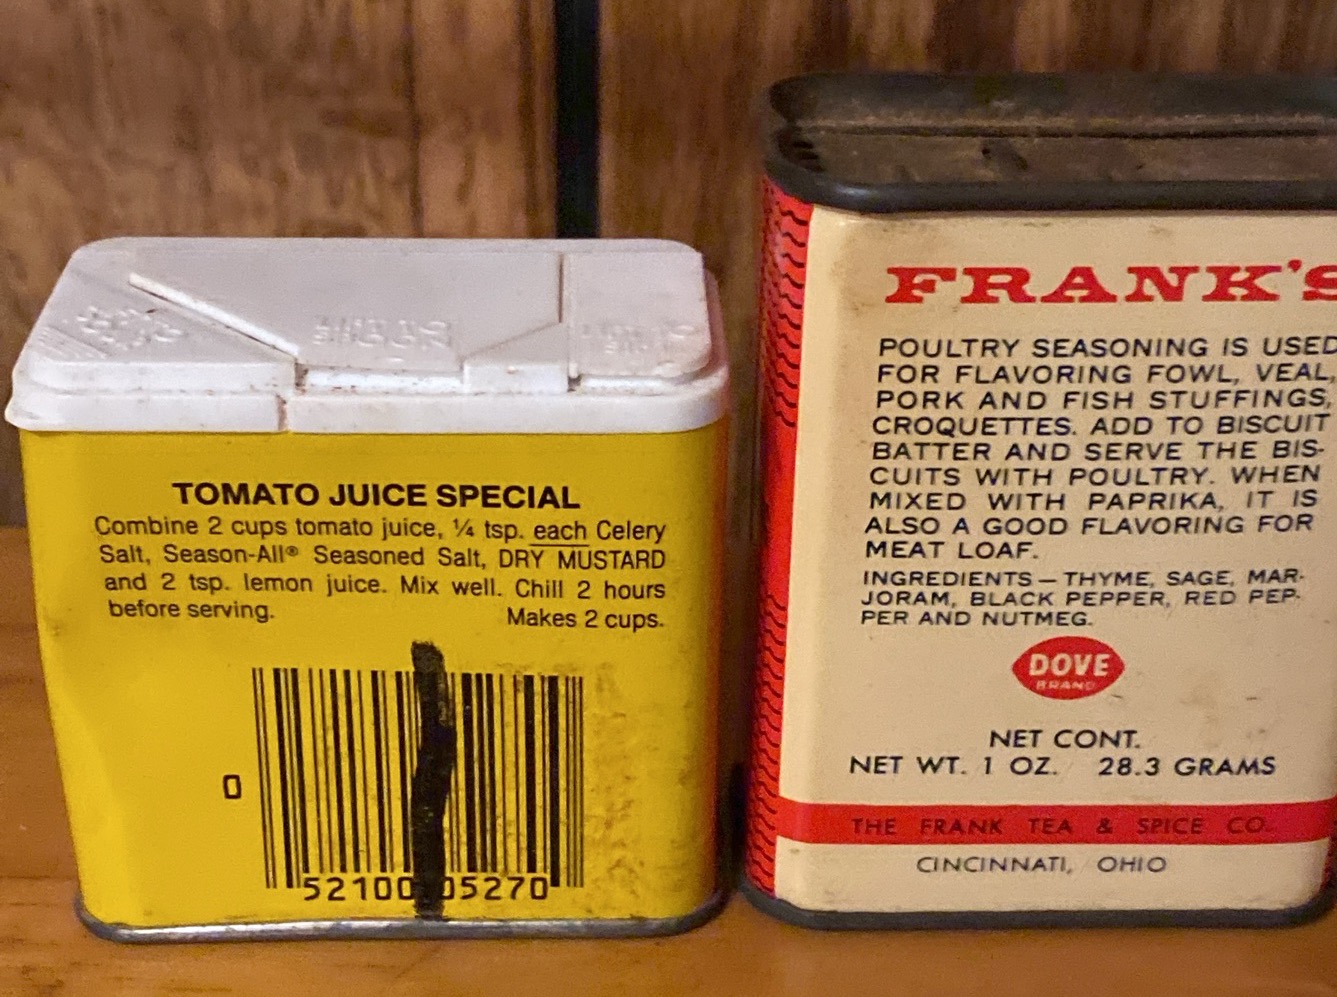 TOMATO JUICE SPECIAL
Combine 2 cups tomato juice, ¼ tsp. each Celery
Salt, Season-All® Seasoned Salt, DRY MUSTARD
and 2 tsp. lemon juice. Mix well. Chill 2 hours
before serving. Makes 2 cups.
0
52100 05270
FRANK'S
POULTRY SEASONING IS USED
FOR FLAVORING FOWL, VEAL,
PORK AND FISH STUFFINGS,
CROQUETTES. ADD TO BISCUIT
BATTER AND SERVE THE BIS-
CUITS WITH POULTRY. WHEN
MIXED WITH PAPRIKA, IT IS
ALSO A GOOD FLAVORING FOR
MEAT LOAF.
INGREDIENTS — THYME, SAGE, MAR-
JORAM, BLACK PEPPER, RED PEP-
PER AND NUTMEG.
DOVE
BRAND
NET CONT.
NET WT. 1 OZ. 28.3 GRAMS
THE FRANK TEA & SPICE CO.
CINCINNATI, OHIO